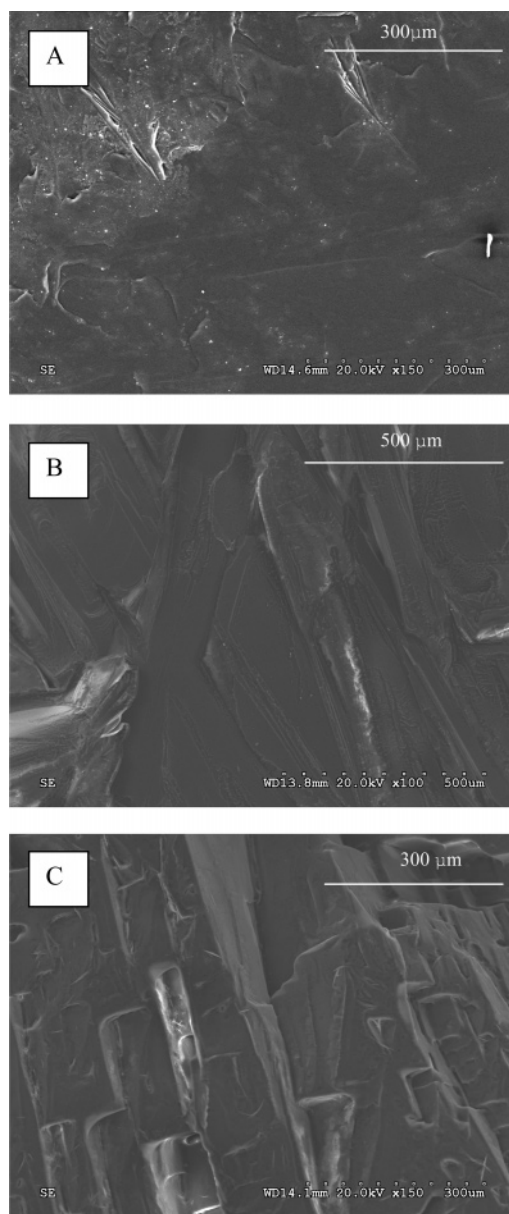 A
300μm
SE
WD14.6mm 20.0kV x150 300um
B
500 μm
SE
WD13.8mm 20.0kV x100 500um
C
300 μm
SE
WD14.1mm 20.0kV x150 300um